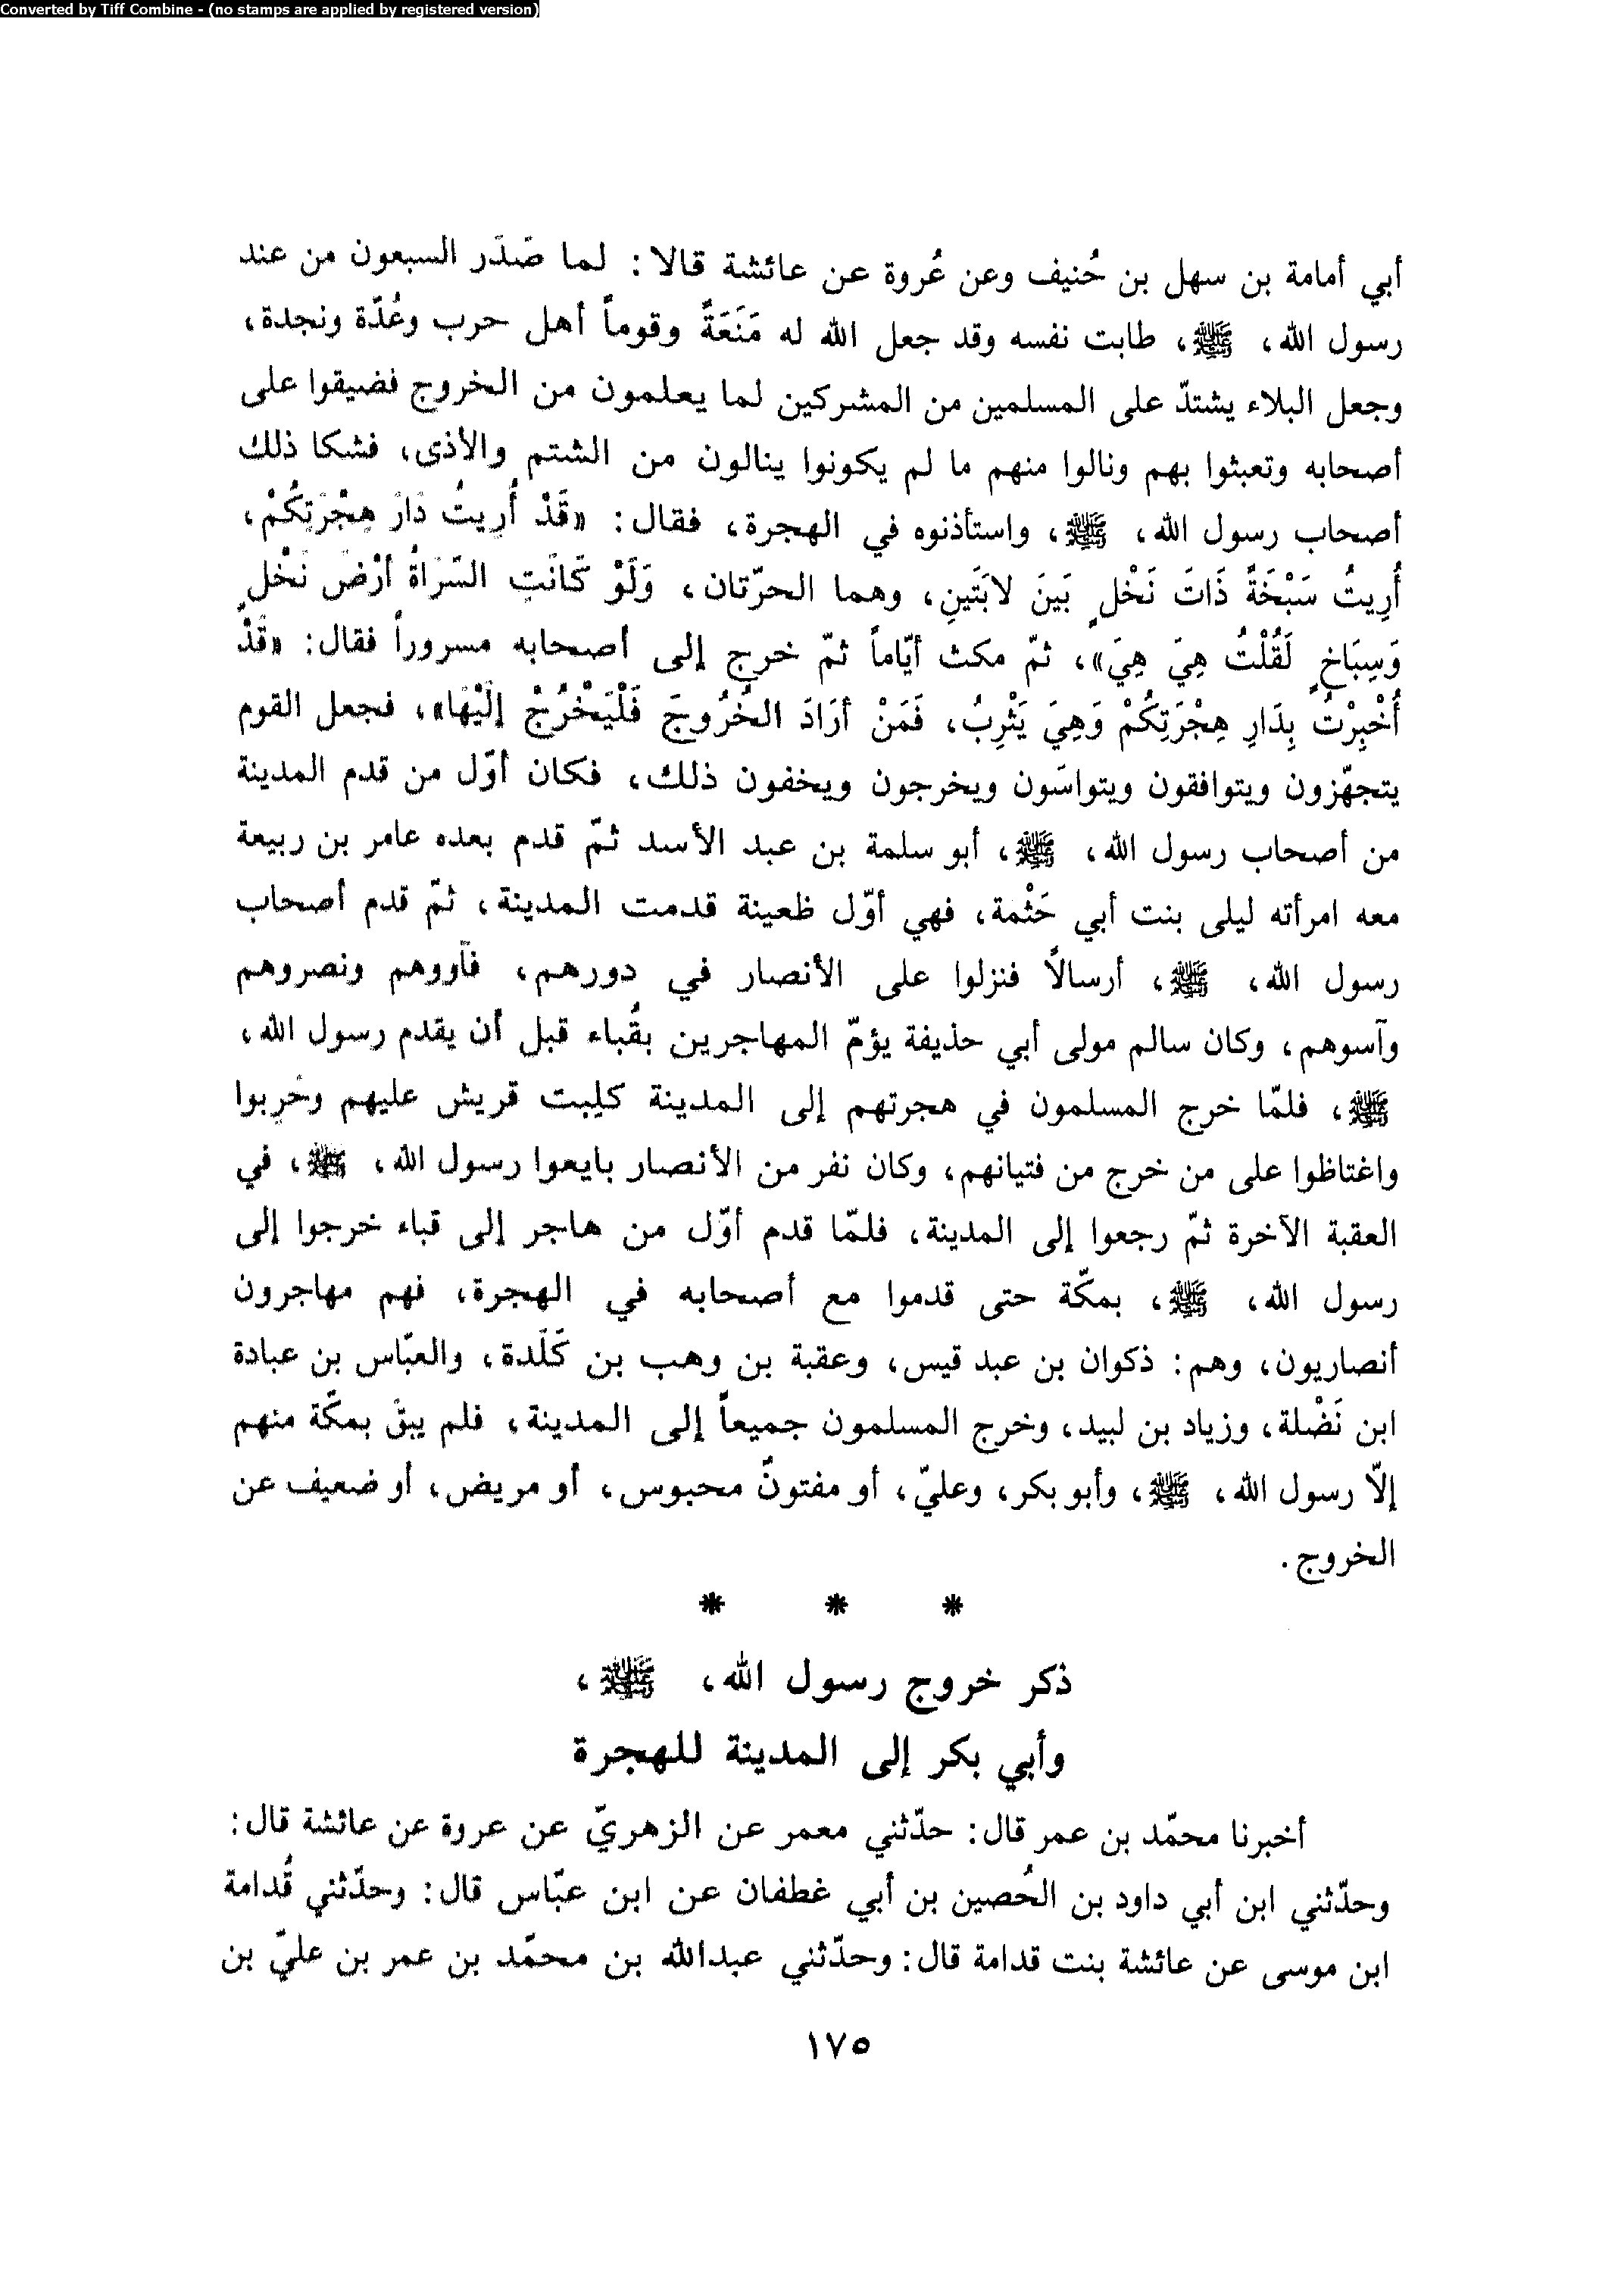 Converted by Tiff Combine - (no stamps are applied by registered version)
أبي أمامة بن سهل بن حُنيف وعن عُروة عن عائشة قالا: لما صَدَر السبعون من عند
رسول الله، ﷺ، طابت نفسه وقد جعل الله له مَنَعَةً وقوماً أهل حرب وعُدّة ونجدة،
وجعل البلاء يشتدّ على المسلمين من المشركين لما يعلمون من الخروج فضيقوا على
أصحابه وتعبثوا بهم ونالوا منهم ما لم يكونوا ينالون من الشتم والأذى، فشكا ذلك
أصحاب رسول الله، ﷺ، واستأذنوه في الهجرة، فقال: «قَدْ أُرِيتُ دَارَ هِجْرَتِكُمْ،
أُرِيتُ سَبْخَةً ذَاتَ نَخْلٍ بَينَ لابَتَينِ، وهما الحرّتان، وَلَوْ كَانَتِ السّرَاةُ أرْضَ نَخْلٍ
وَسِبَاخٍ لَقُلْتُ هِيَ هِيَ»، ثمّ مكث أيّاماً ثمّ خرج إلى أصحابه مسروراً فقال: «قَدْ
أُخْبِرْتُ بِدَارِ هِجْرَتِكُمْ وَهِيَ يَثْرِبُ، فَمَنْ أرَادَ الخُرُوجَ فَلْيَخْرُجْ إلَيْهَا»، فجعل القوم
يتجهّزون ويتوافقون ويتواسَون ويخرجون ويخفون ذلك، فكان أوّل من قدم المدينة
من أصحاب رسول الله، ﷺ، أبو سلمة بن عبد الأسد ثمّ قدم بعده عامر بن ربيعة
معه امرأته ليلى بنت أبي حَثْمة، فهي أوّل ظعينة قدمت المدينة، ثمّ قدم أصحاب
رسول الله، ﷺ، أرسالاً فنزلوا على الأنصار في دورهم، فآووهم ونصروهم
وآسوهم، وكان سالم مولى أبي حذيفة يؤمّ المهاجرين بقُباء قبل أن يقدم رسول الله،
ﷺ، فلمّا خرج المسلمون في هجرتهم إلى المدينة كلِبت قريش عليهم وحَرِبوا
واغتاظوا على من خرج من فتيانهم، وكان نفر من الأنصار بايعوا رسول الله، ﷺ، في
العقبة الآخرة ثمّ رجعوا إلى المدينة، فلمّا قدم أوّل من هاجر إلى قباء خرجوا إلى
رسول الله، ﷺ، بمكّة حتى قدموا مع أصحابه في الهجرة، فهم مهاجرون
أنصاريون، وهم: ذكوان بن عبد قيس، وعقبة بن وهب بن كَلَدة، والعبّاس بن عبادة
ابن نَضْلة، وزياد بن لبيد، وخرج المسلمون جميعاً إلى المدينة، فلم يبقَ بمكّة منهم
إلّا رسول الله، ﷺ، وأبو بكر، وعليّ، أو مفتونٌ محبوس، أو مريض، أو ضعيف عن
الخروج.
* * *
ذكر خروج رسول الله، ﷺ،
وأبي بكر إلى المدينة للهجرة
أخبرنا محمّد بن عمر قال: حدّثني معمر عن الزهريّ عن عروة عن عائشة قال:
وحدّثني ابن أبي داود بن الحُصين بن أبي غطفان عن ابن عبّاس قال: وحدّثني قُدامة
ابن موسى عن عائشة بنت قدامة قال: وحدّثني عبدالله بن محمّد بن عمر بن عليّ بن
١٧٥